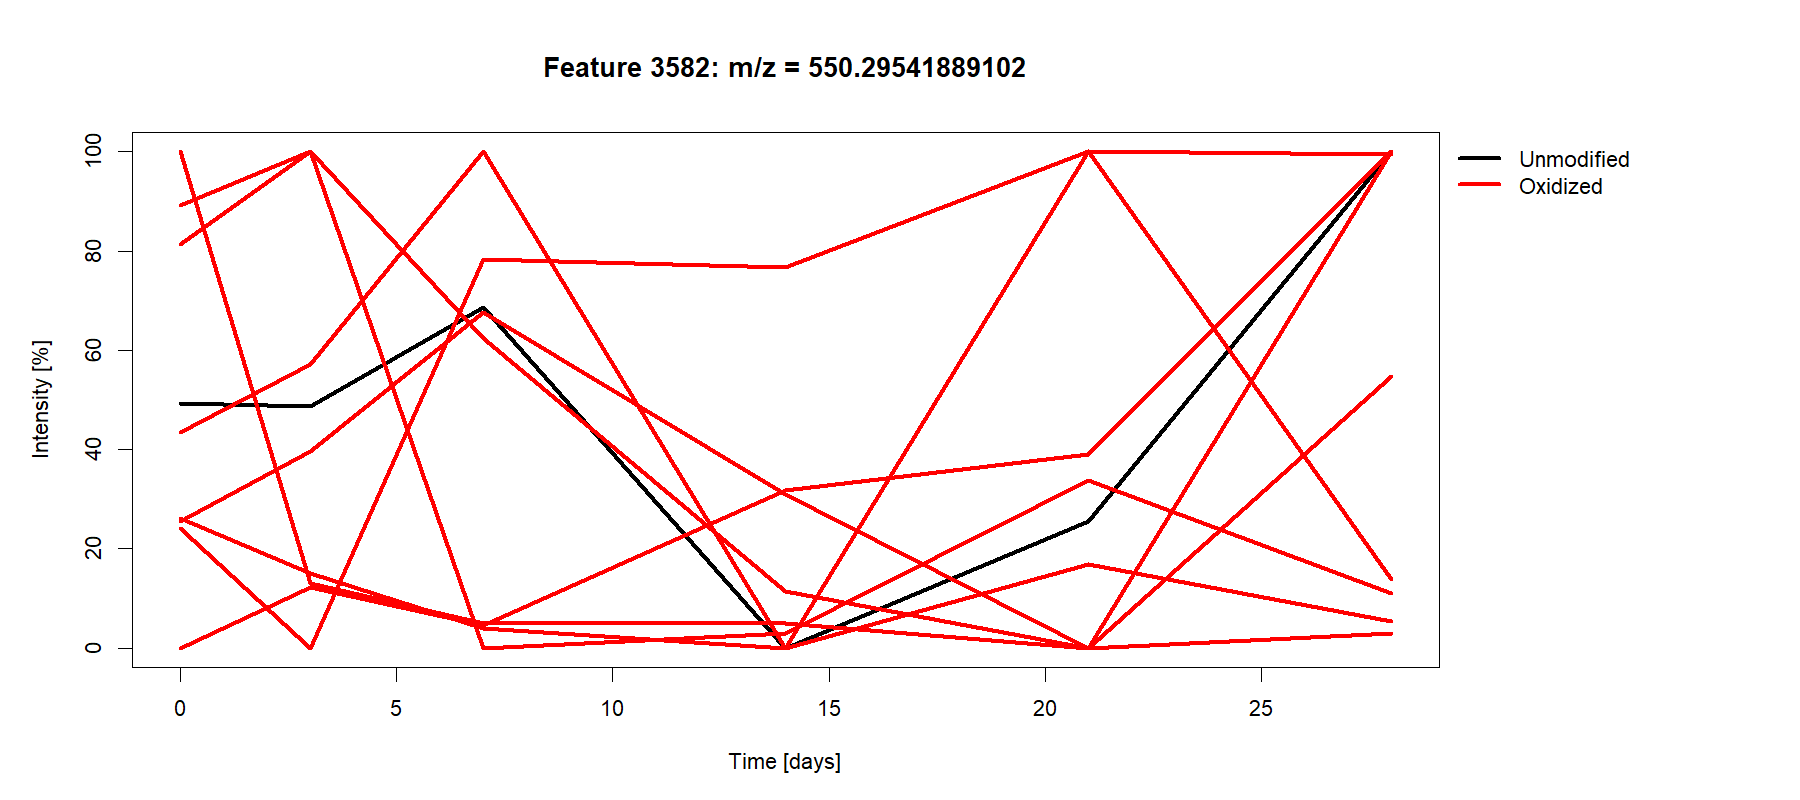 Feature 3582: m/z = 550.29541889102
Unmodified
Oxidized
Intensity [%]
100
80
60
40
20
0
0 5 10 15 20 25
Time [days]